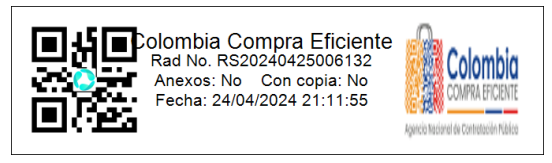 Colombia Compra Eficiente
Rad No. RS20240425006132
Anexos: No Con copia: No
Fecha: 24/04/2024 21:11:55
Colombia
COMPRA EFICIENTE
Agencia Nacional de Contratación Pública